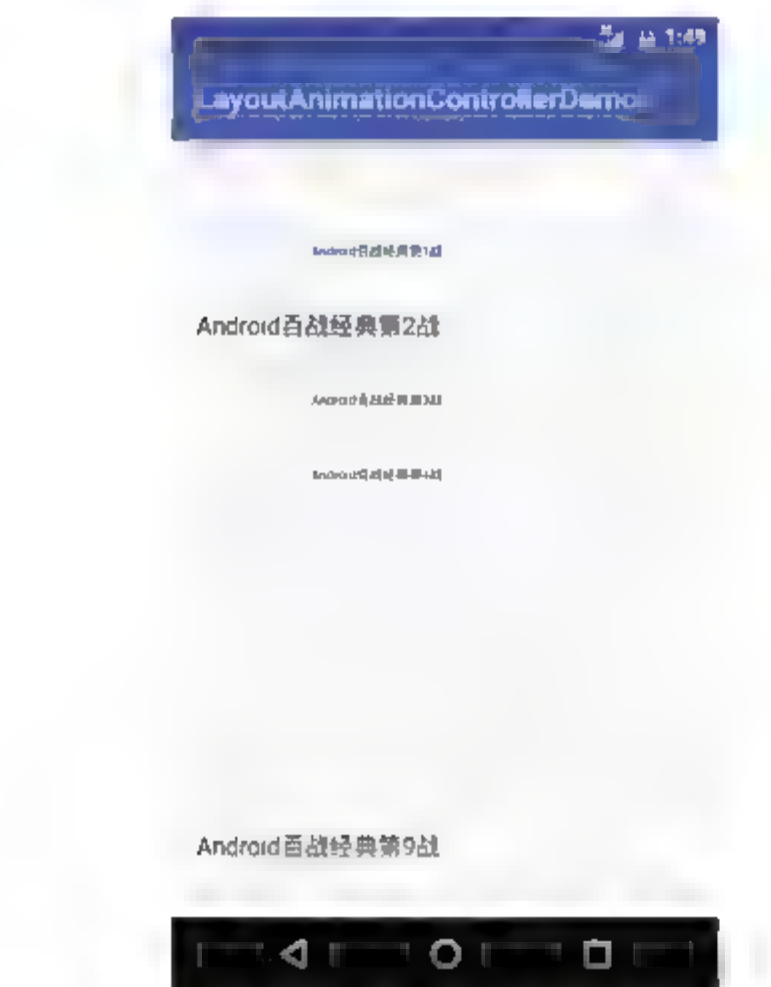 1:49
LayoutAnimationControllerDemo
Android百战经典第1战
Android百战经典第2战
Android百战经典第3战
Android百战经典第4战
Android百战经典第9战